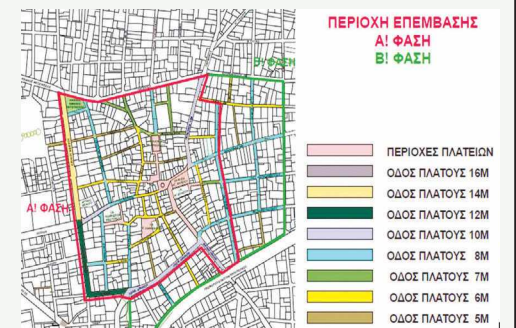 ΠΕΡΙΟΧΗ ΕΠΕΜΒΑΣΗΣ
Α! ΦΑΣΗ
Β! ΦΑΣΗ
Β! ΦΑΣΗ
Α! ΦΑΣΗ
ΠΕΡΙΟΧΕΣ ΠΛΑΤΕΙΩΝ
ΟΔΟΣ ΠΛΑΤΟΥΣ 16Μ
ΟΔΟΣ ΠΛΑΤΟΥΣ 14Μ
ΟΔΟΣ ΠΛΑΤΟΥΣ 12Μ
ΟΔΟΣ ΠΛΑΤΟΥΣ 10Μ
ΟΔΟΣ ΠΛΑΤΟΥΣ 8Μ
ΟΔΟΣ ΠΛΑΤΟΥΣ 7Μ
ΟΔΟΣ ΠΛΑΤΟΥΣ 6Μ
ΟΔΟΣ ΠΛΑΤΟΥΣ 5Μ